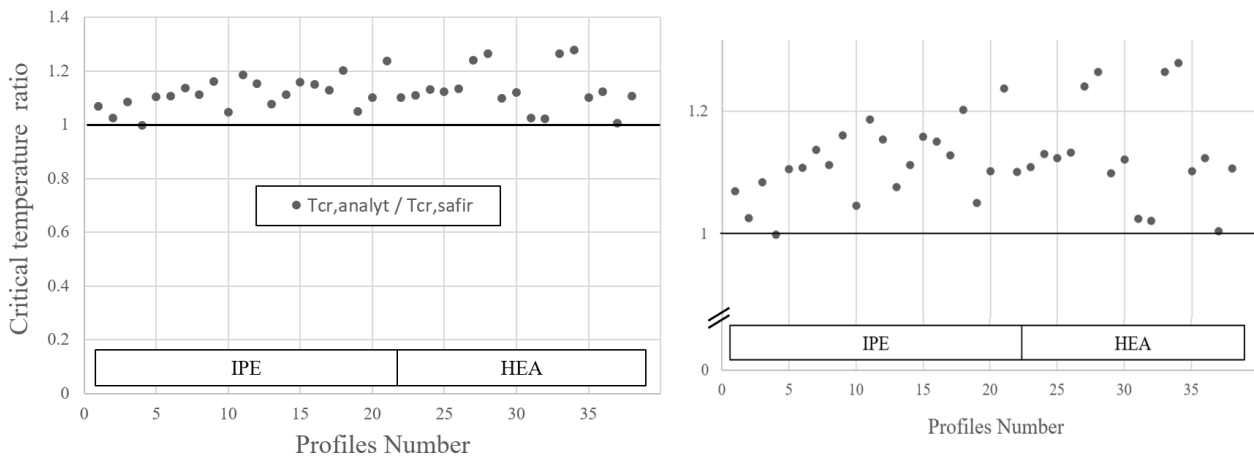 1.4
1.2
1
0.8
0.6
0.4
0.2
0
Critical temperature ratio
Tcr,analyt / Tcr,safir
IPE
HEA
0 5 10 15 20 25 30 35
Profiles Number
1.2
1
0
IPE
HEA
0 5 10 15 20 25 30 35
Profiles Number